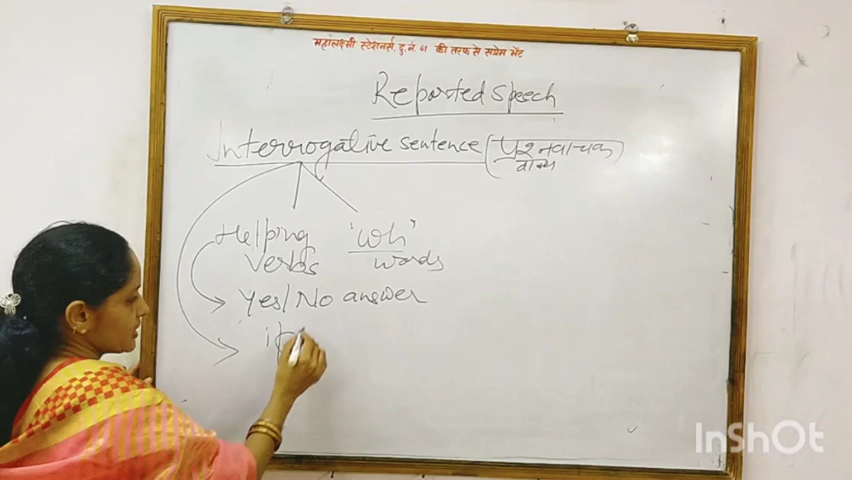 महांलक्ष्मी स्टेशनर्स, दु. नं. 41 की तरफ से सप्रेम भेंट
Reported speech
Interrogative sentence (प्रश्नवाचक
वाक्य)
Helping 'wh'
Verbs words
Yes/No answer
if
InShOt